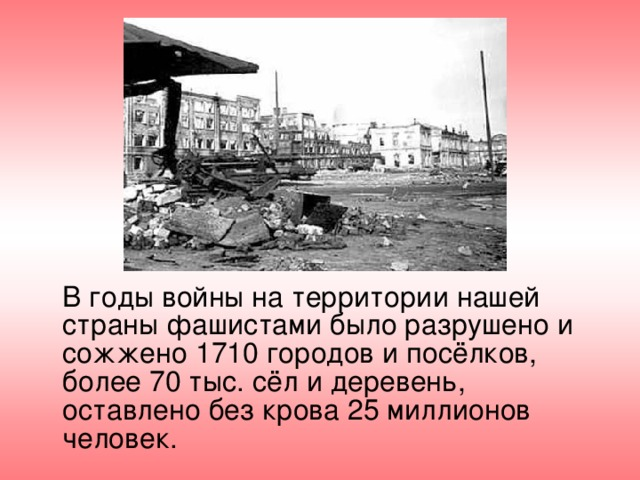 В годы войны на территории нашей
страны фашистами было разрушено и
сожжено 1710 городов и посёлков,
более 70 тыс. сёл и деревень,
оставлено без крова 25 миллионов
человек.